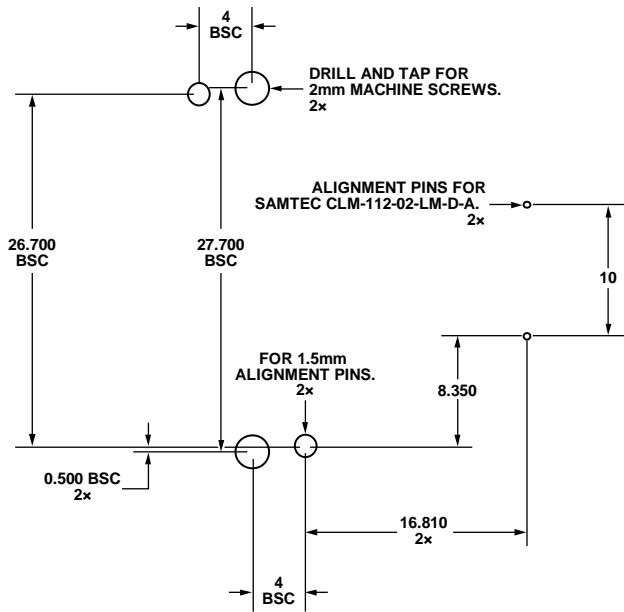 4
BSC
DRILL AND TAP FOR
2mm MACHINE SCREWS.
2×
ALIGNMENT PINS FOR
SAMTEC CLM-112-02-LM-D-A.
2×
26.700
BSC
27.700
BSC
10
FOR 1.5mm
ALIGNMENT PINS.
2×
8.350
0.500 BSC
2×
16.810
2×
4
BSC